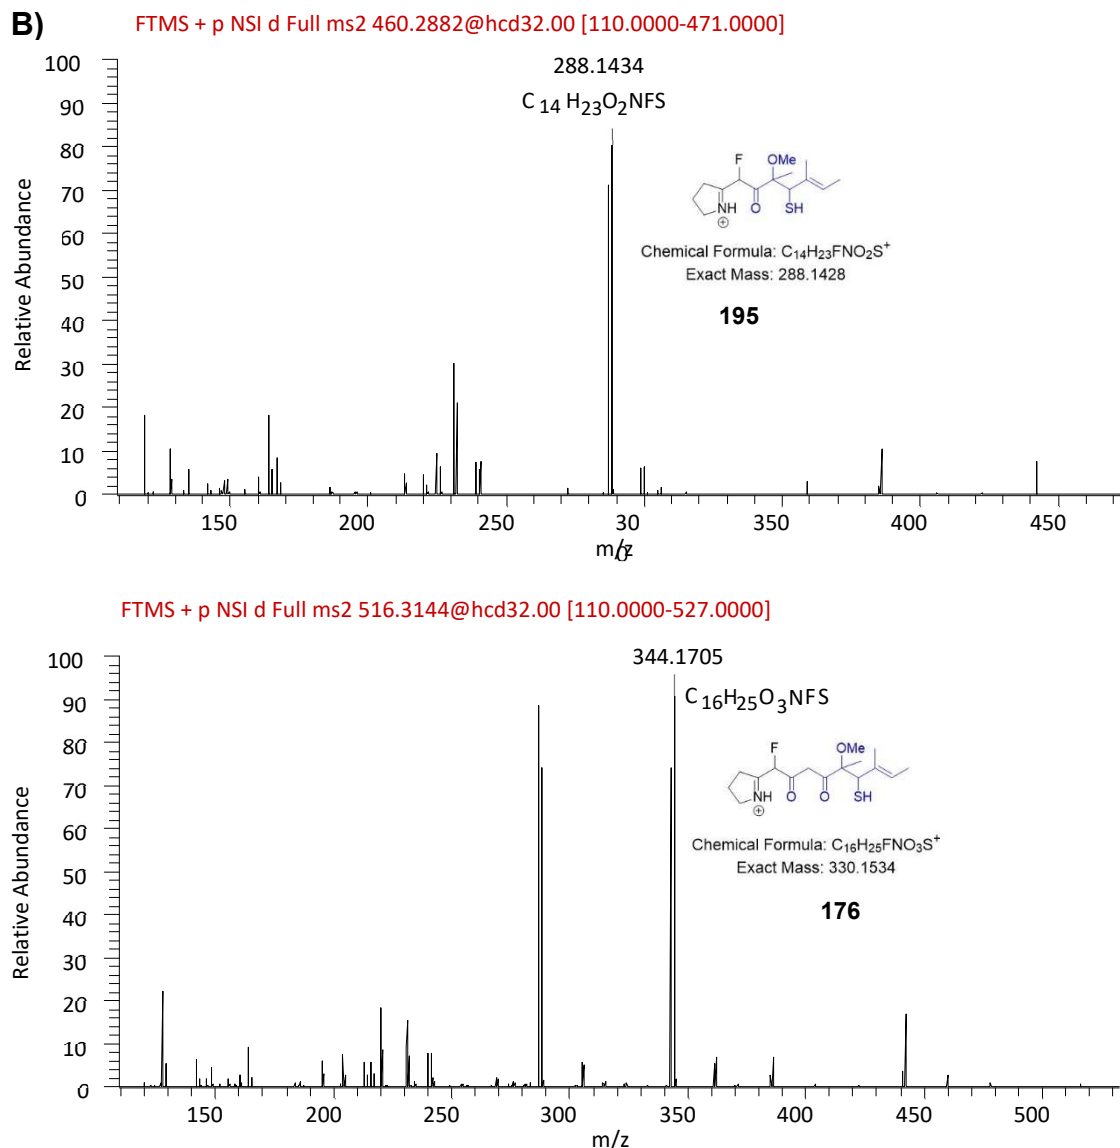 B)
FTMS + p NSI d Full ms2 460.2882@hcd32.00 [110.0000-471.0000]
288.1434
C 14 H23O2NFS
Relative Abundance
100
90
80
70
60
50
40
30
20
10
0
F
OMe
NH
⊕
O
SH
Chemical Formula: C14H23FNO2S+
Exact Mass: 288.1428
195
150
200
250
30
0
350
400
450
m/z
FTMS + p NSI d Full ms2 516.3144@hcd32.00 [110.0000-527.0000]
344.1705
C 16H25O3NFS
Relative Abundance
100
90
80
70
60
50
40
30
20
10
0
F
OMe
NH
⊕
O
O
SH
Chemical Formula: C16H25FNO3S+
Exact Mass: 330.1534
176
150
200
250
300
350
400
450
500
m/z